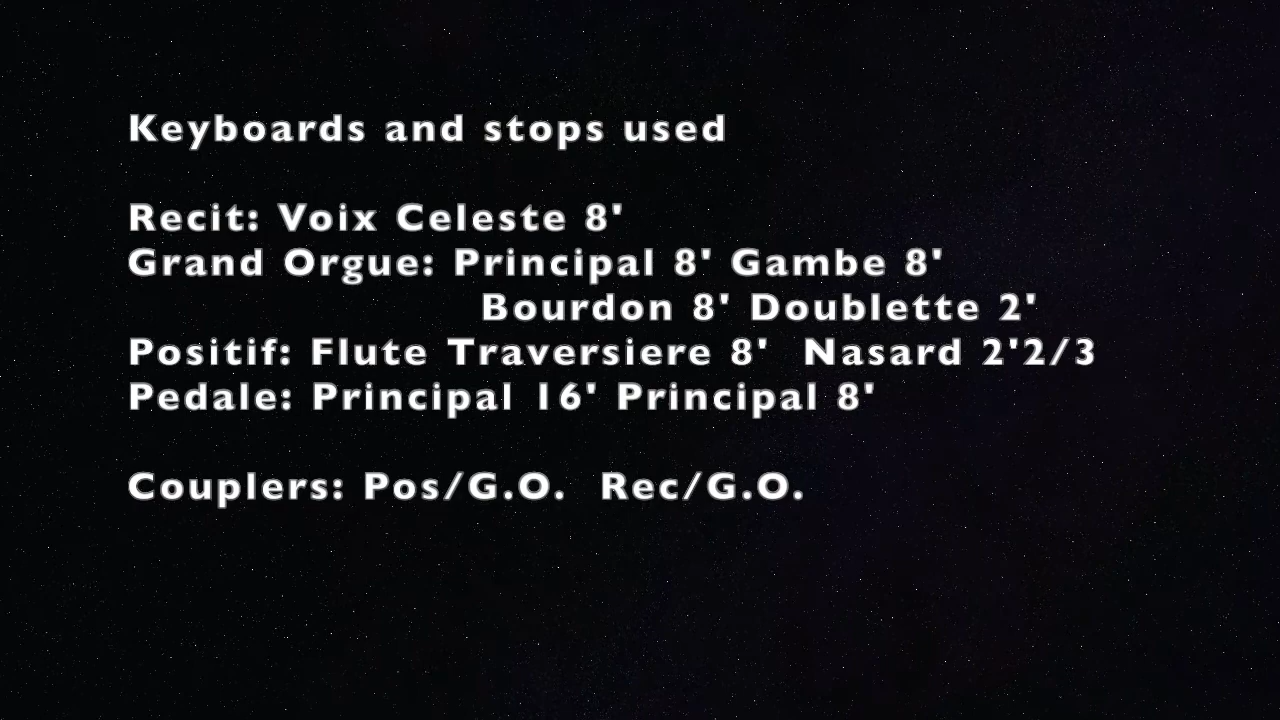 Keyboards and stops used
Recit: Voix Celeste 8'
Grand Orgue: Principal 8' Gambe 8'
Bourdon 8' Doublette 2'
Positif: Flute Traversiere 8' Nasard 2'2/3
Pedale: Principal 16' Principal 8'
Couplers: Pos/G.O. Rec/G.O.